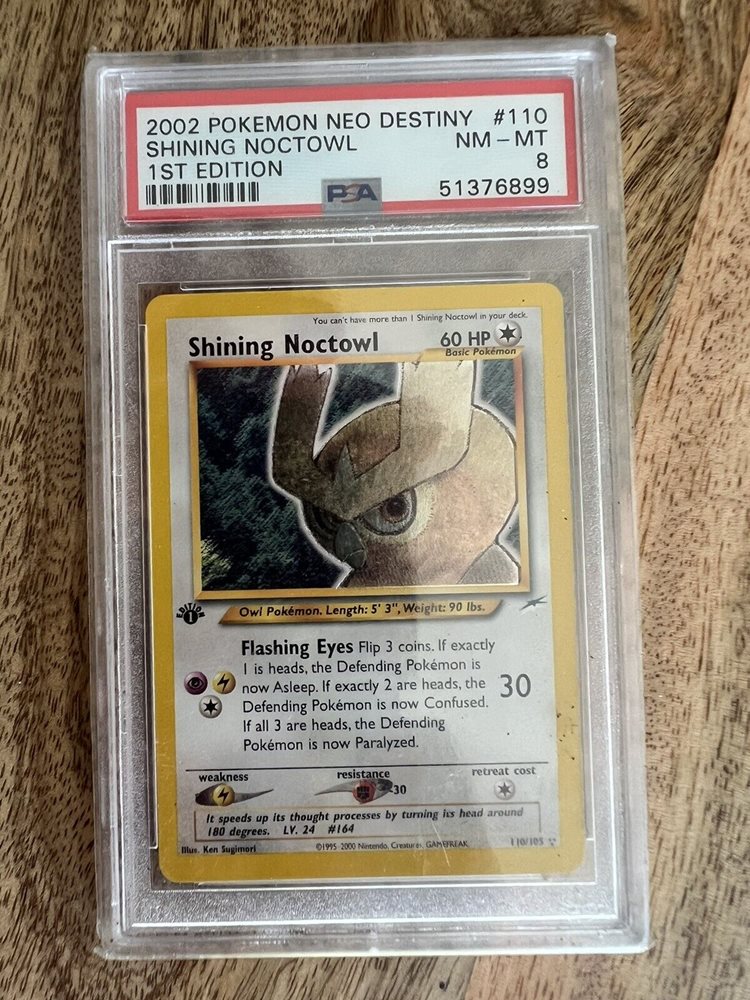 2002 POKEMON NEO DESTINY #110
SHINING NOCTOWL NM - MT
1ST EDITION 8
PSA 51376899
You can't have more than 1 Shining Noctowl in your deck.
Shining Noctowl 60 HP
Basic Pokémon
EDITION 1
Owl Pokémon. Length: 5' 3", Weight: 90 lbs.
Flashing Eyes Flip 3 coins. If exactly
1 is heads, the Defending Pokémon is
now Asleep. If exactly 2 are heads, the 30
Defending Pokémon is now Confused.
If all 3 are heads, the Defending
Pokémon is now Paralyzed.
weakness resistance retreat cost
-30
It speeds up its thought processes by turning its head around
180 degrees. LV. 24 #164
Illus. Ken Sugimori ©1995 2000 Nintendo, Creatures, GAMEFREAK 110/105